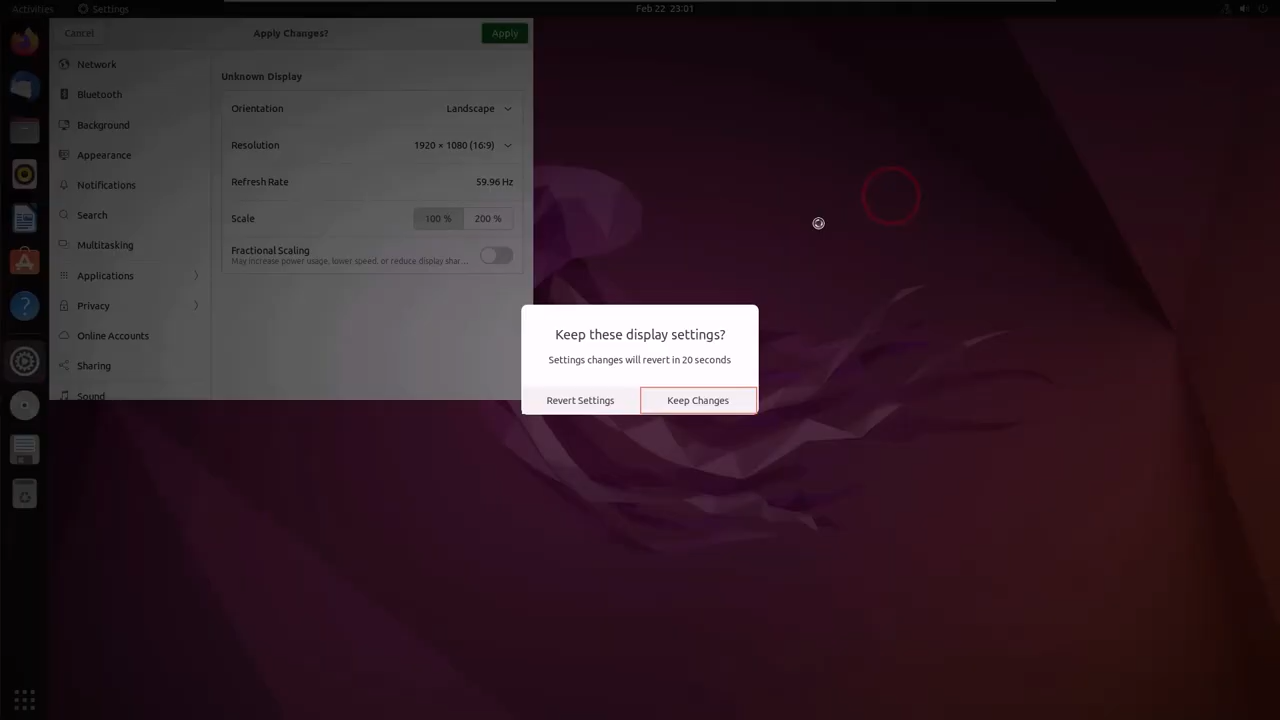 Activities
Settings
Feb 22 23:01
Cancel
Apply Changes?
Apply
Network
Bluetooth
Background
Appearance
Notifications
Search
Multitasking
Applications
Privacy
Online Accounts
Sharing
Sound
Unknown Display
Orientation
Landscape
Resolution
1920 × 1080 (16:9)
Refresh Rate
59.96 Hz
Scale
100 %
200 %
Fractional Scaling
May increase power usage, lower speed, or reduce display shar…
Keep these display settings?
Settings changes will revert in 20 seconds
Revert Settings
Keep Changes